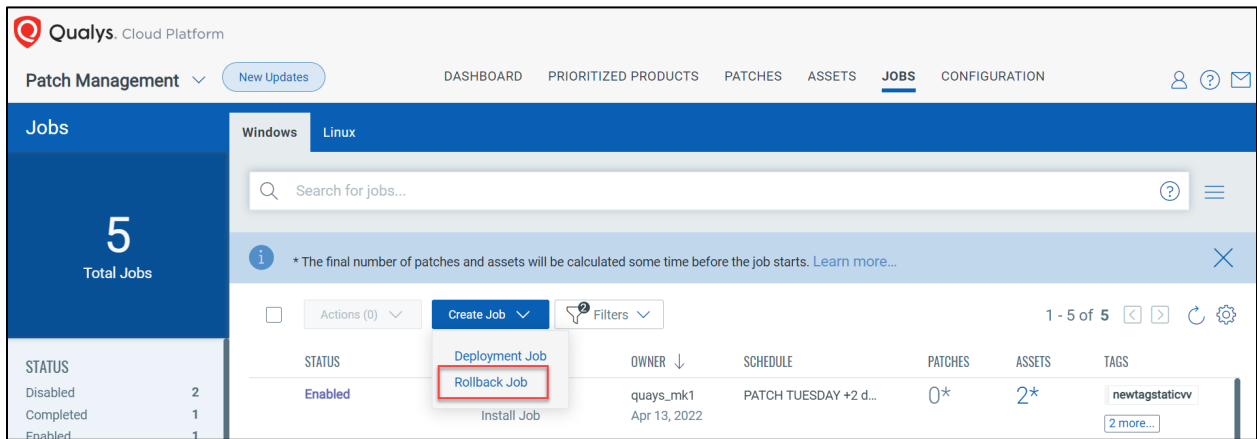 Qualys. Cloud Platform
Patch Management New Updates DASHBOARD PRIORITIZED PRODUCTS PATCHES ASSETS JOBS CONFIGURATION
Jobs Windows Linux
Search for jobs...
5
Total Jobs
* The final number of patches and assets will be calculated some time before the job starts. Learn more...
Actions (0) Create Job 2 Filters 1 - 5 of 5
Deployment Job
Rollback Job
STATUS
Disabled 2
Completed 1
Enabled 1
STATUS OWNER SCHEDULE PATCHES ASSETS TAGS
Enabled quays_mk1 PATCH TUESDAY +2 d... 0* 2* newtagstaticvv
Install Job Apr 13, 2022 2 more...